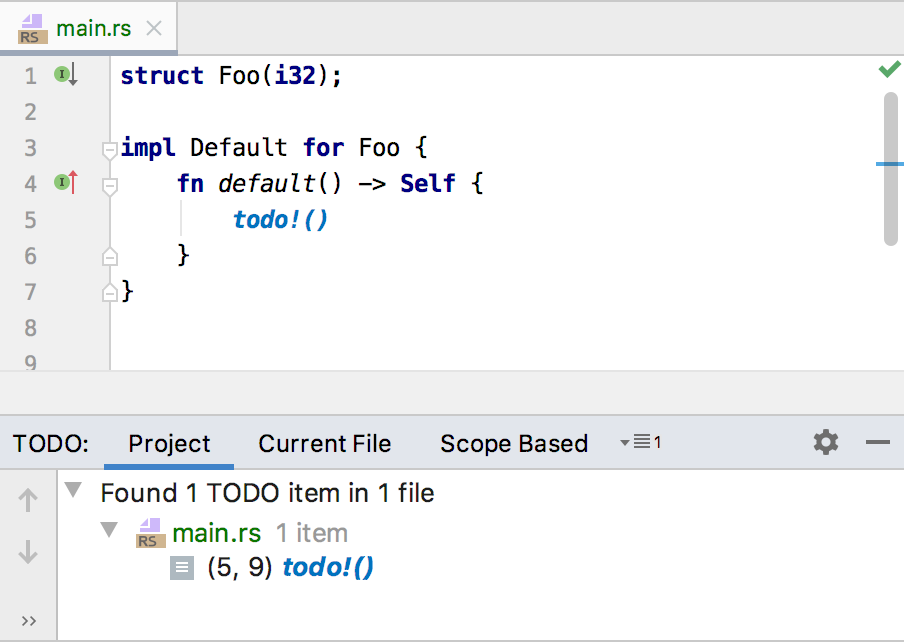 RS main.rs
1 I struct Foo(i32);
2
3 impl Default for Foo {
4 I     fn default() -> Self {
5         todo!()
6     }
7 }
8
9
TODO: Project Current File Scope Based 1
Found 1 TODO item in 1 file
RS main.rs 1 item
(5, 9) todo!()